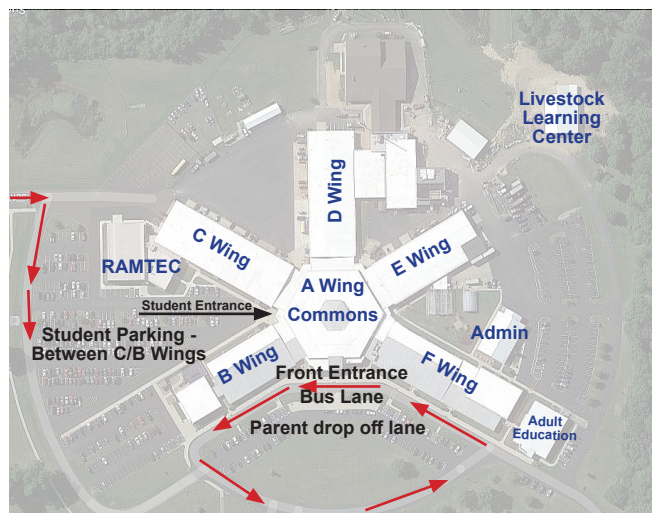 Livestock
Learning
Center
D Wing
C Wing
E Wing
RAMTEC
A Wing
Commons
Student Entrance
Student Parking -
Between C/B Wings
Admin
B Wing
F Wing
Front Entrance
Bus Lane
Parent drop off lane
Adult
Education